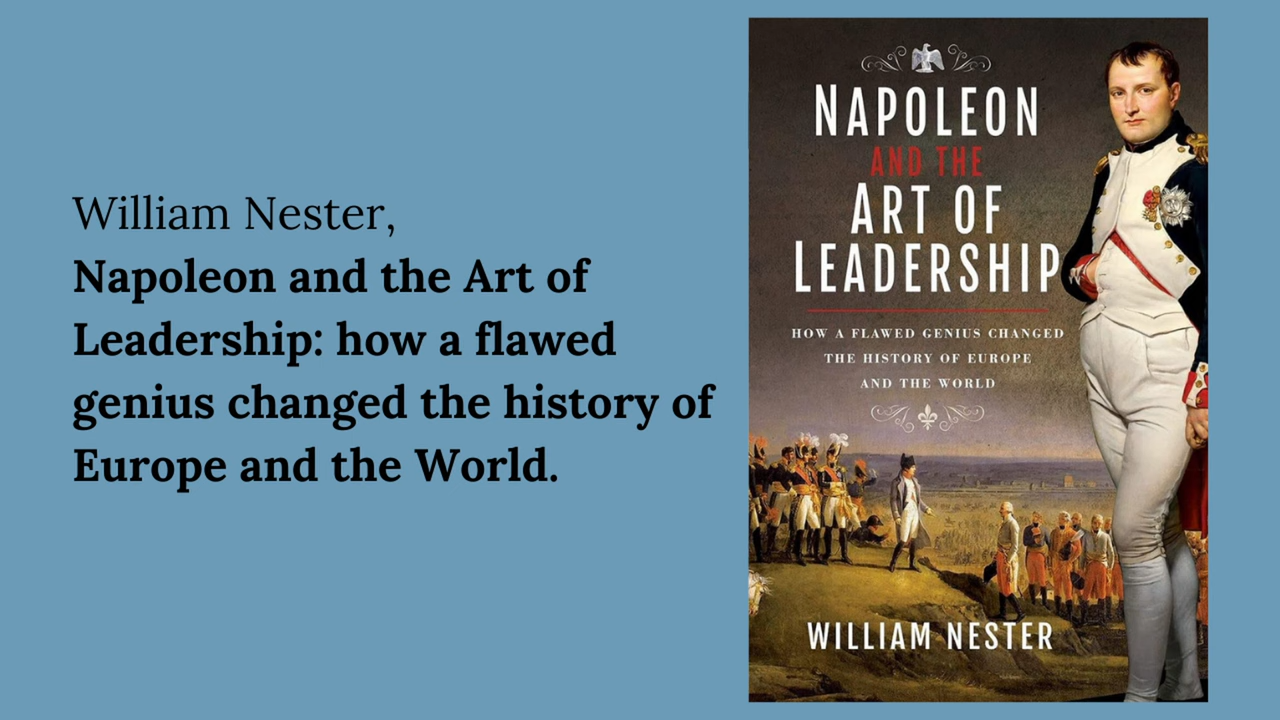 William Nester,
Napoleon and the Art of
Leadership: how a flawed
genius changed the history of
Europe and the World.
NAPOLEON
AND THE
ART OF
LEADERSHIP
HOW A FLAWED GENIUS CHANGED
THE HISTORY OF EUROPE
AND THE WORLD
WILLIAM NESTER